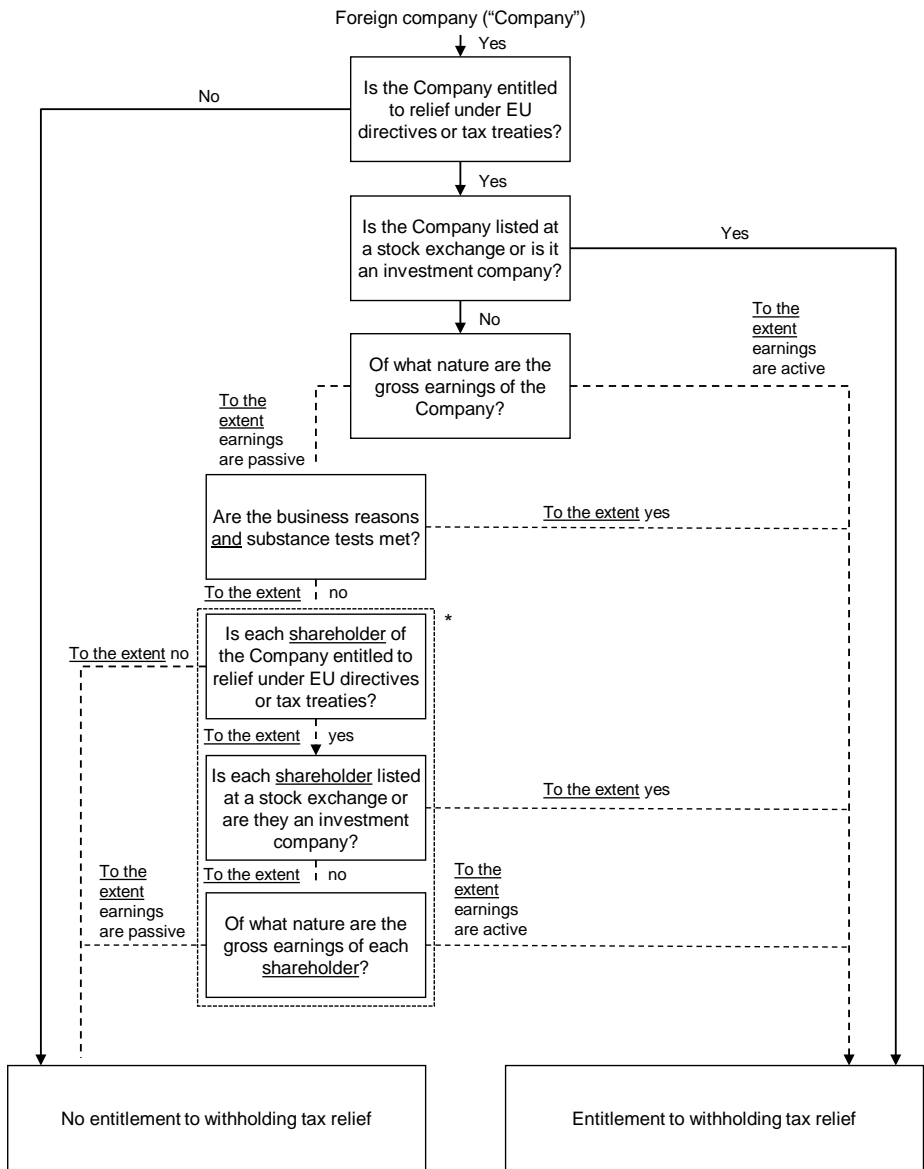 Foreign company (“Company”)
Yes
Is the Company entitled
to relief under EU
directives or tax treaties?
No
Yes
Is the Company listed at
a stock exchange or is it
an investment company?
Yes
No
Of what nature are the
gross earnings of the
Company?
To the
extent
earnings
are active
To the
extent
earnings
are passive
Are the business reasons
and substance tests met?
To the extent yes
To the extent no
*
Is each shareholder of
the Company entitled to
relief under EU directives
or tax treaties?
To the extent no
To the extent yes
Is each shareholder listed
at a stock exchange or
are they an investment
company?
To the extent yes
To the extent no
Of what nature are the
gross earnings of each
shareholder?
To the
extent
earnings
are passive
To the
extent
earnings
are active
No entitlement to withholding tax relief
Entitlement to withholding tax relief